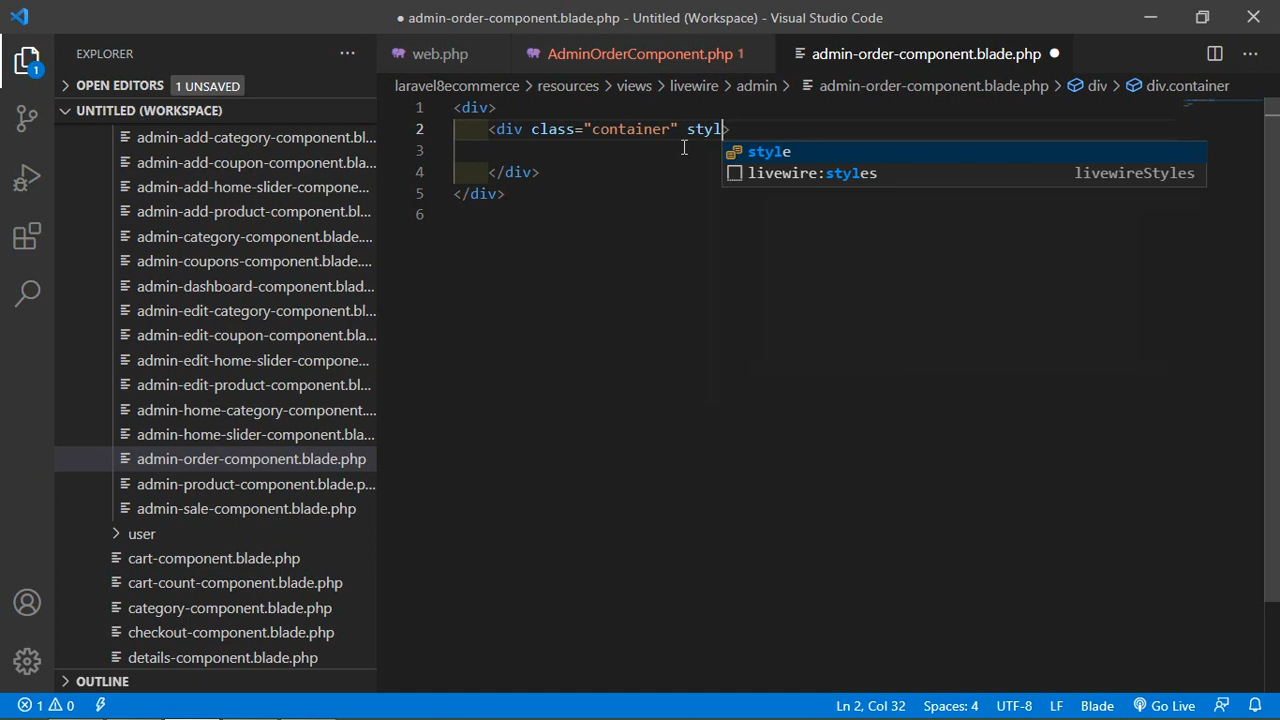 ● admin-order-component.blade.php - Untitled (Workspace) - Visual Studio Code
EXPLORER
OPEN EDITORS 1 UNSAVED
UNTITLED (WORKSPACE)
admin-add-category-component.bl...
admin-add-coupon-component.bla...
admin-add-home-slider-compone...
admin-add-product-component.bl...
admin-category-component.blade....
admin-coupons-component.blade....
admin-dashboard-component.blad...
admin-edit-category-component.bl...
admin-edit-coupon-component.bla...
admin-edit-home-slider-compone...
admin-edit-product-component.bl...
admin-home-category-component....
admin-home-slider-component.bla...
admin-order-component.blade.php
admin-product-component.blade.p...
admin-sale-component.blade.php
user
cart-component.blade.php
cart-count-component.blade.php
category-component.blade.php
checkout-component.blade.php
details-component.blade.php
OUTLINE
1
web.php
AdminOrderComponent.php 1
admin-order-component.blade.php ●
laravel8ecommerce > resources > views > livewire > admin > admin-order-component.blade.php > div > div.container
1 <div>
2 <div class="container" styl>
3
4 </div>
5 </div>
6
style
livewire:styles livewireStyles
1 0
Ln 2, Col 32 Spaces: 4 UTF-8 LF Blade Go Live